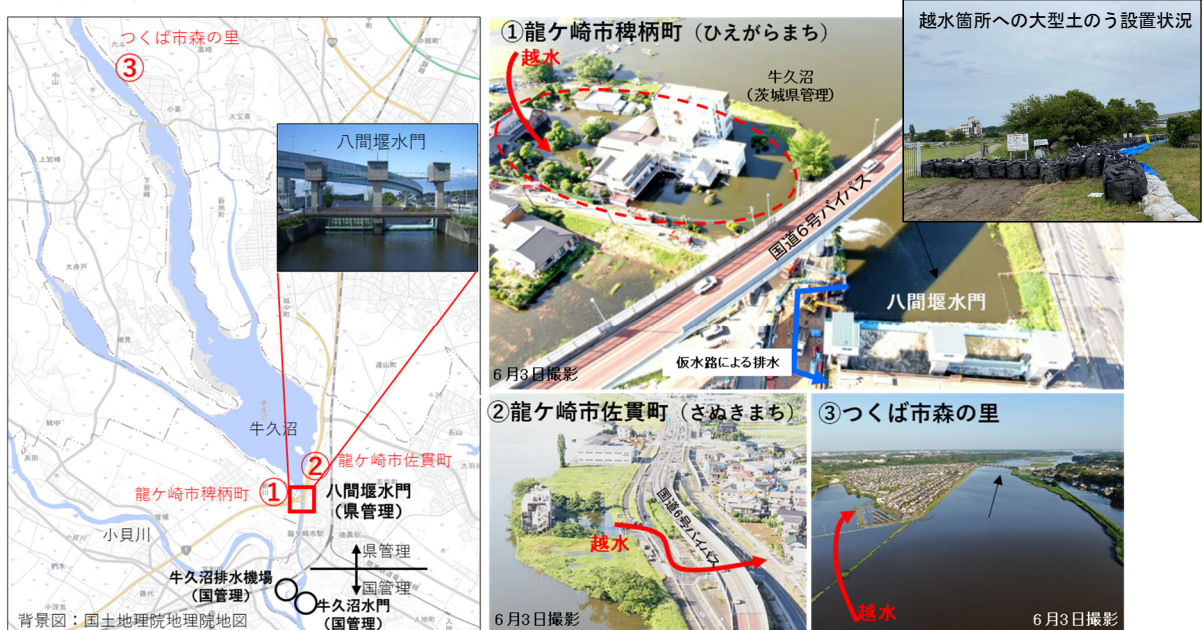 つくば市森の里
③
八間堰水門
牛久沼
②
龍ケ崎市佐貫町
龍ケ崎市稗柄町
①
八間堰水門
（県管理）
小貝川
県管理
国管理
牛久沼排水機場
（国管理）
牛久沼水門
（国管理）
背景図：国土地理院地理院地図
①龍ケ崎市稗柄町（ひえがらまち）
越水
牛久沼
（茨城県管理）
越水
国道6号バイパス
八間堰水門
仮水路による排水
6月3日撮影
越水箇所への大型土のう設置状況
②龍ケ崎市佐貫町（さぬきまち）
国道6号バイパス
越水
6月3日撮影
③つくば市森の里
越水
6月3日撮影